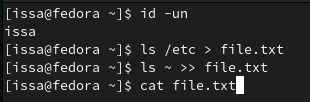 [issa@fedora ~]$ id -un
issa
[issa@fedora ~]$ ls /etc > file.txt
[issa@fedora ~]$ ls ~ >> file.txt
[issa@fedora ~]$ cat file.txt